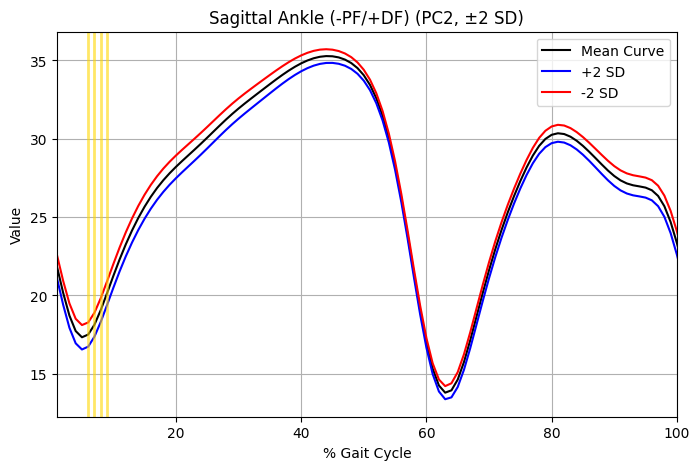 Sagittal Ankle (-PF/+DF) (PC2, ±2 SD)
Mean Curve
+2 SD
-2 SD
35
30
25
20
15
Value
20 40 60 80 100
% Gait Cycle